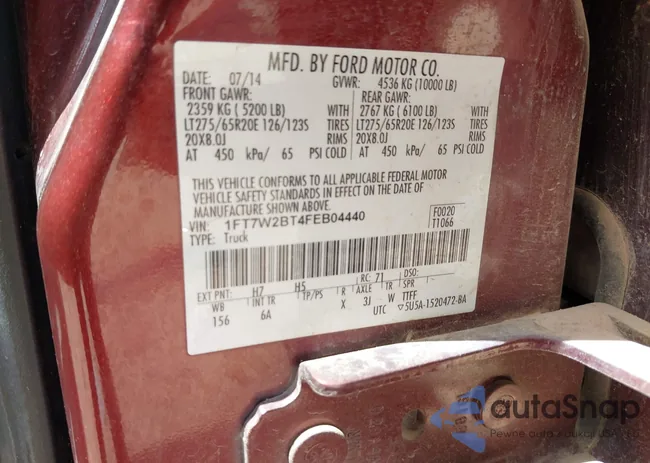 MFD. BY FORD MOTOR CO.
DATE: 07/14 GVWR: 4536 KG (10000 LB)
FRONT GAWR: REAR GAWR:
2359 KG ( 5200 LB) WITH 2767 KG ( 6100 LB) WITH
LT275/65R20E 126/123S TIRES LT275/65R20E 126/123S TIRES
20X8.0J RIMS 20X8.0J RIMS
AT 450 kPa/ 65 PSI COLD AT 450 kPa/ 65 PSI COLD
THIS VEHICLE CONFORMS TO ALL APPLICABLE FEDERAL MOTOR
VEHICLE SAFETY STANDARDS IN EFFECT ON THE DATE OF
MANUFACTURE SHOWN ABOVE.
VIN: 1FT7W2BT4FEB04440 F0020
TYPE: Truck T1066
EXT PNT: H7 H5 RC: 71 DSO:
WB INT TR TP/PS R AXLE TR SPR
156 6A X 3J W TTFF
UTC ▽5U5A-1520472-BA
autaSnap